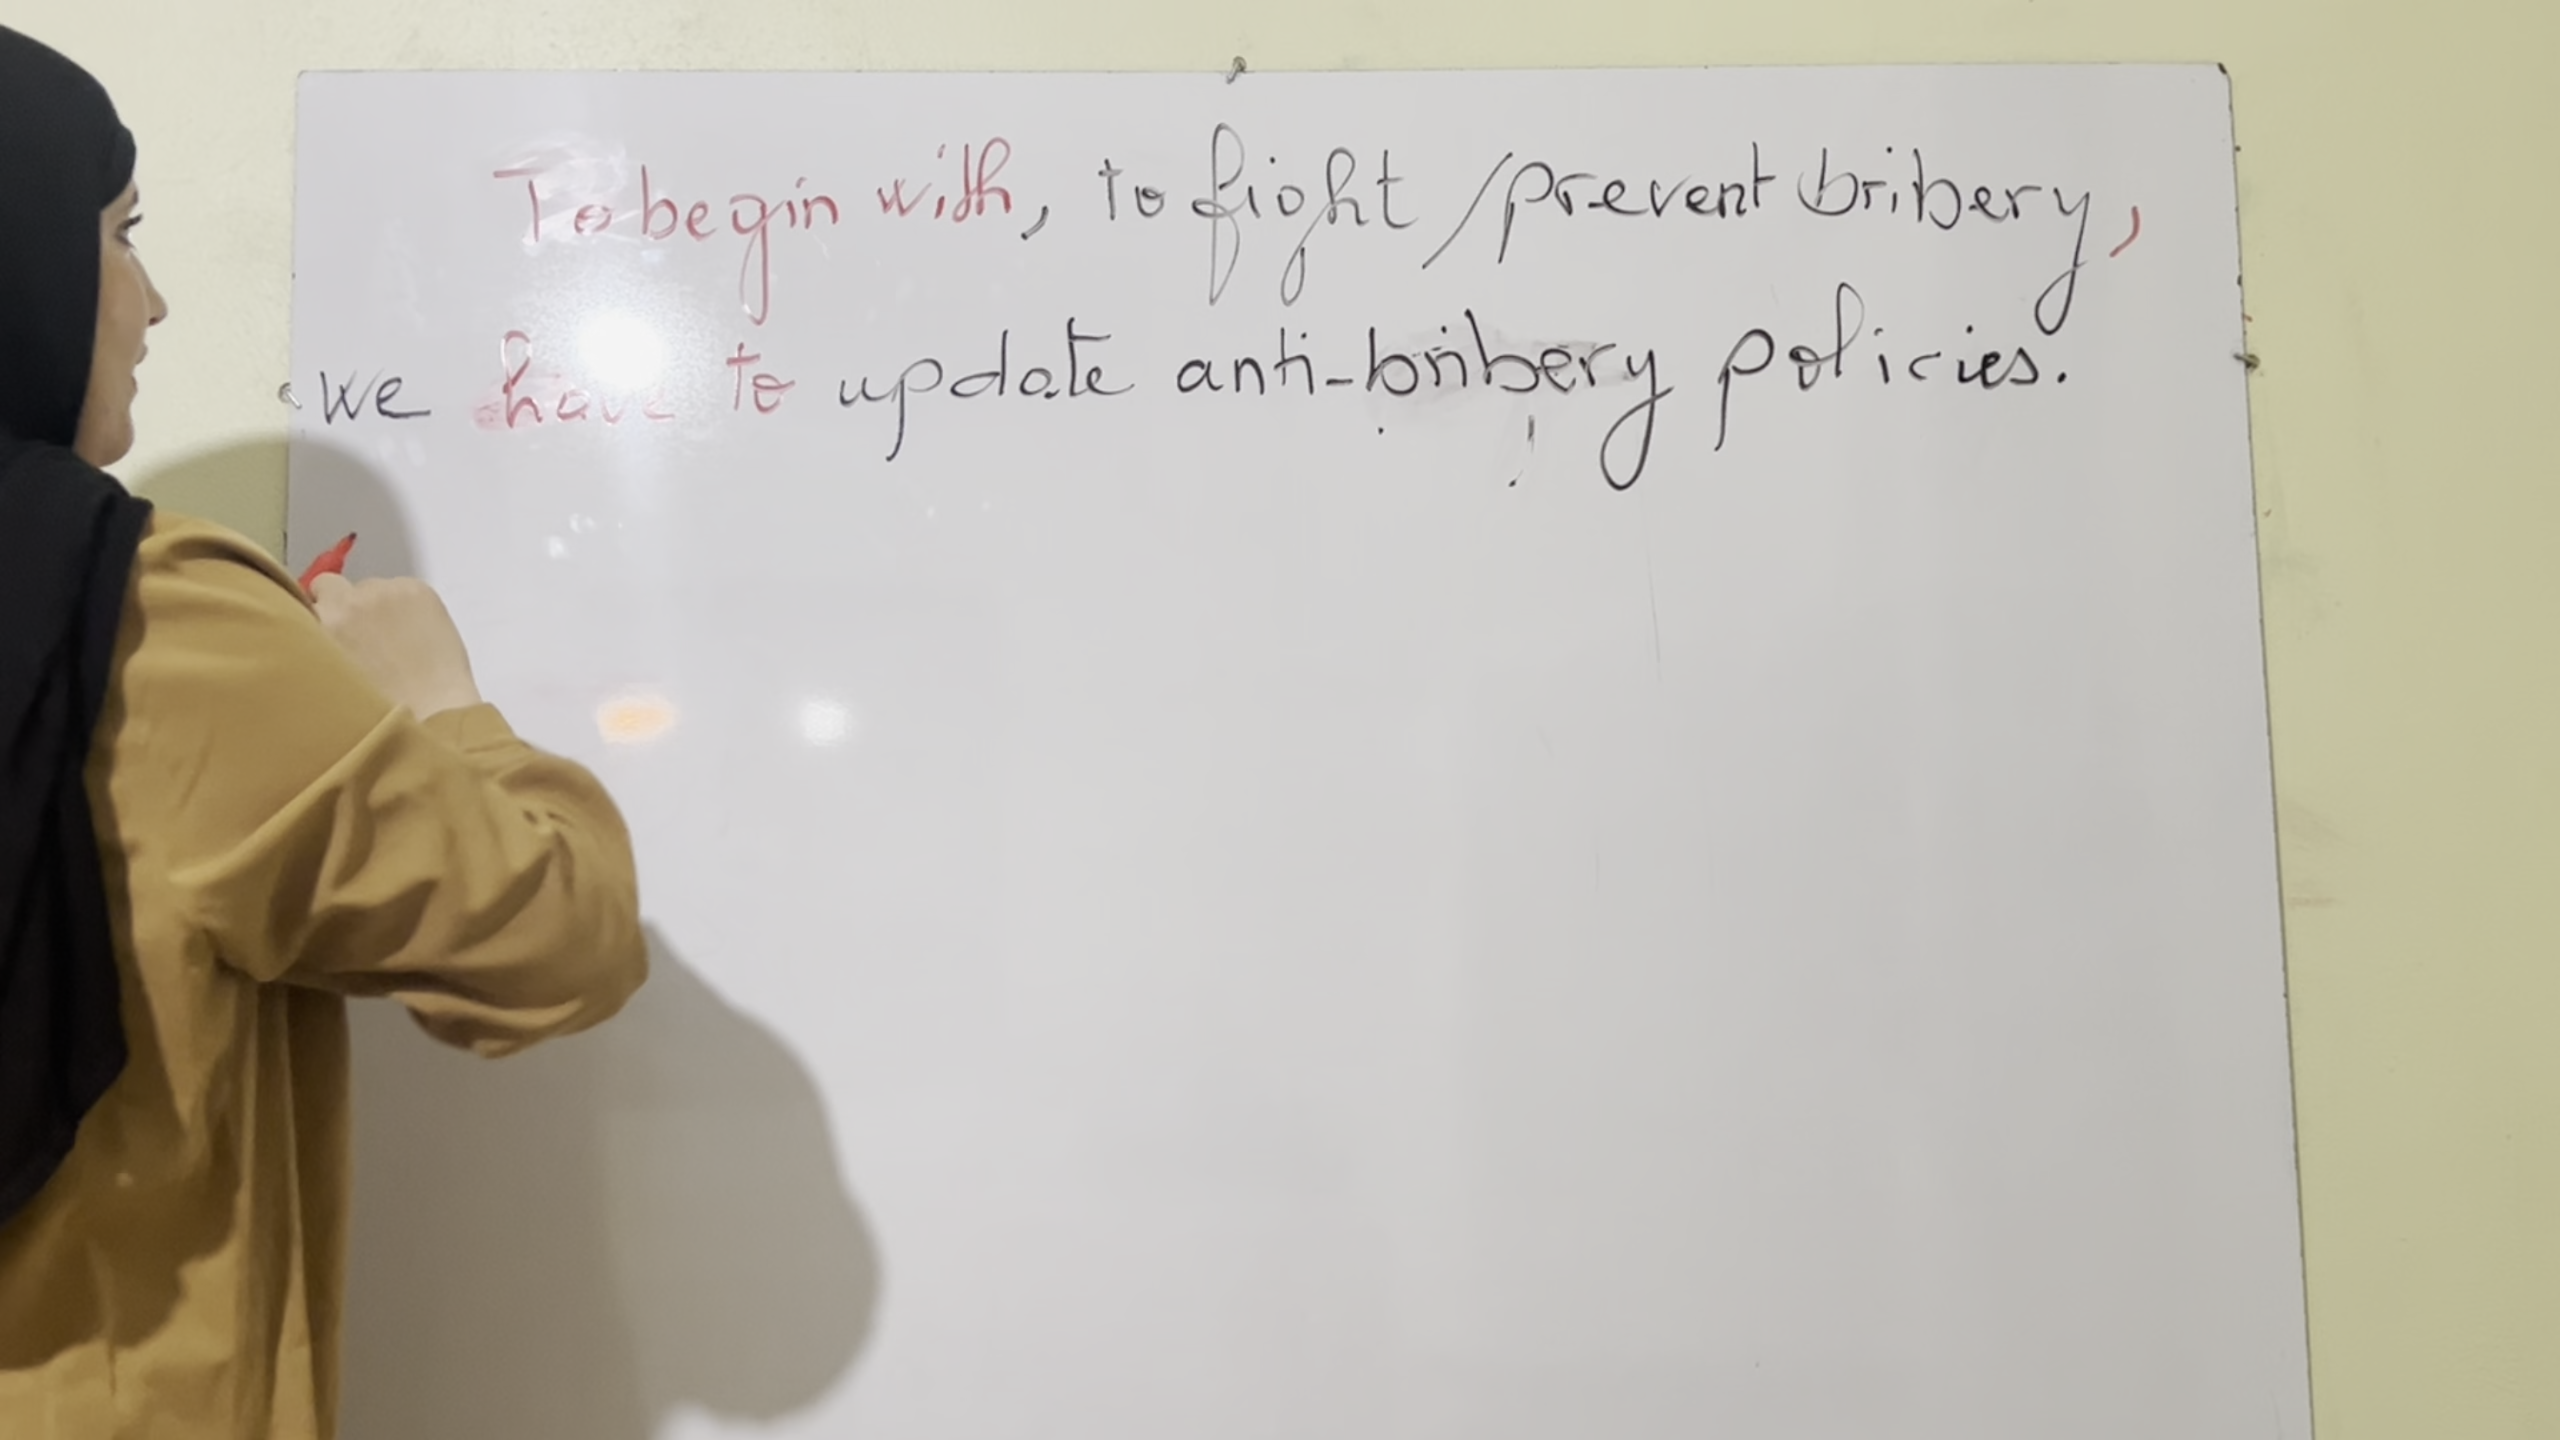 To begin with, to fight /prevent bribery,
we have to update anti-bribery policies.